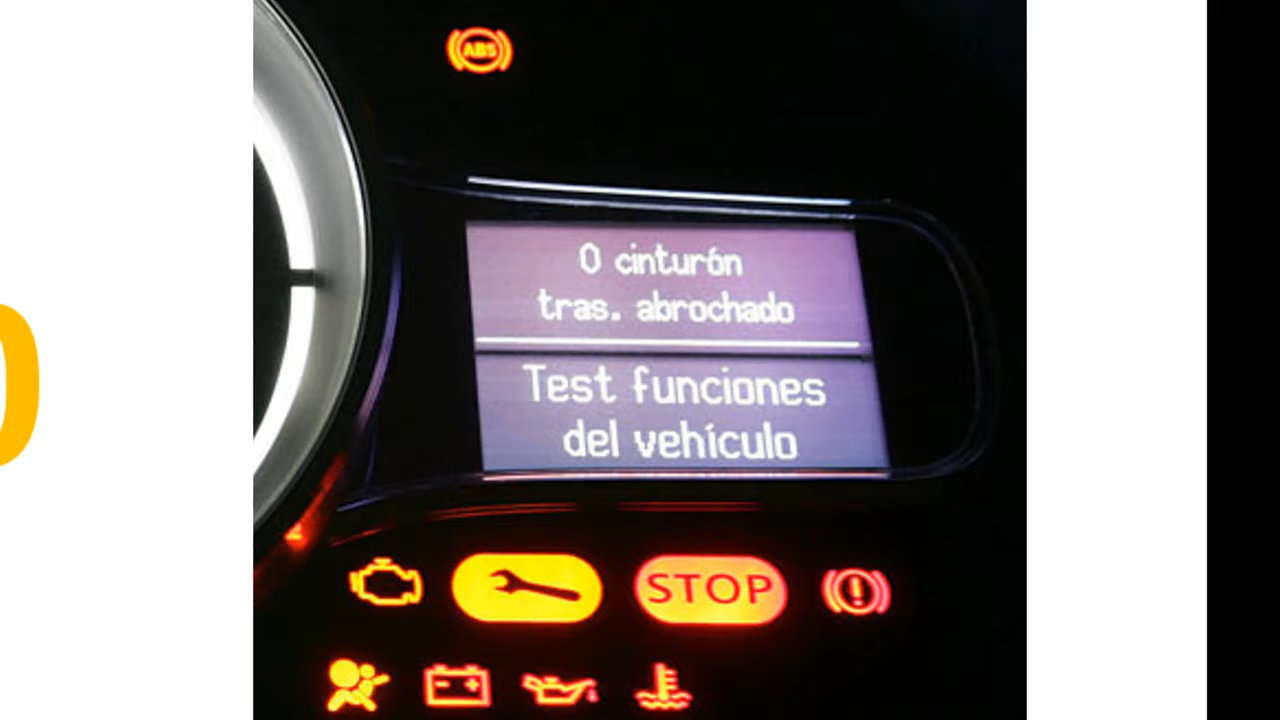 ABS
0 cinturón
tras. abrochado
Test funciones
del vehículo
STOP